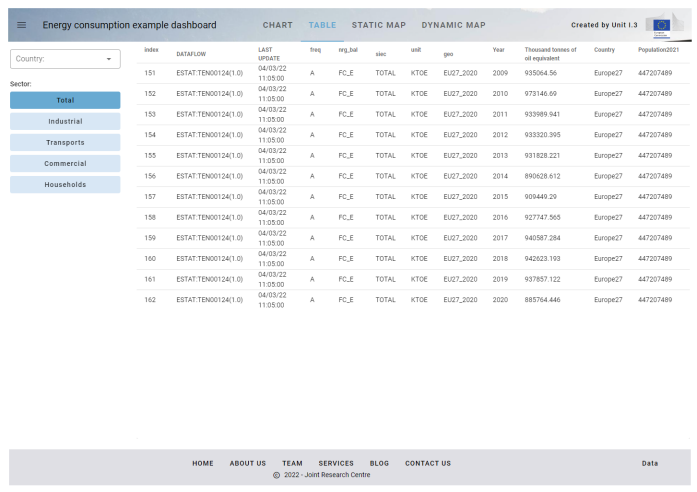 Energy consumption example dashboard CHART TABLE STATIC MAP DYNAMIC MAP Created by Unit I.3
Country:
Sector:
Total
Industrial
Transports
Commercial
Households
index DATAFLOW LAST UPDATE freq nrg_bal siec unit geo Year Thousand tonnes of oil equivalent Country Population2021
151 ESTAT:TEN00124(1.0) 04/03/22 11:05:00 A FC_E TOTAL KTOE EU27_2020 2009 935064.56 Europe27 447207489
152 ESTAT:TEN00124(1.0) 04/03/22 11:05:00 A FC_E TOTAL KTOE EU27_2020 2010 973146.69 Europe27 447207489
153 ESTAT:TEN00124(1.0) 04/03/22 11:05:00 A FC_E TOTAL KTOE EU27_2020 2011 933989.941 Europe27 447207489
154 ESTAT:TEN00124(1.0) 04/03/22 11:05:00 A FC_E TOTAL KTOE EU27_2020 2012 933320.395 Europe27 447207489
155 ESTAT:TEN00124(1.0) 04/03/22 11:05:00 A FC_E TOTAL KTOE EU27_2020 2013 931828.221 Europe27 447207489
156 ESTAT:TEN00124(1.0) 04/03/22 11:05:00 A FC_E TOTAL KTOE EU27_2020 2014 890628.612 Europe27 447207489
157 ESTAT:TEN00124(1.0) 04/03/22 11:05:00 A FC_E TOTAL KTOE EU27_2020 2015 909449.29 Europe27 447207489
158 ESTAT:TEN00124(1.0) 04/03/22 11:05:00 A FC_E TOTAL KTOE EU27_2020 2016 927747.565 Europe27 447207489
159 ESTAT:TEN00124(1.0) 04/03/22 11:05:00 A FC_E TOTAL KTOE EU27_2020 2017 940587.284 Europe27 447207489
160 ESTAT:TEN00124(1.0) 04/03/22 11:05:00 A FC_E TOTAL KTOE EU27_2020 2018 942623.193 Europe27 447207489
161 ESTAT:TEN00124(1.0) 04/03/22 11:05:00 A FC_E TOTAL KTOE EU27_2020 2019 937857.122 Europe27 447207489
162 ESTAT:TEN00124(1.0) 04/03/22 11:05:00 A FC_E TOTAL KTOE EU27_2020 2020 885764.446 Europe27 447207489
HOME ABOUT US TEAM SERVICES BLOG CONTACT US Data
© 2022 - Joint Research Centre